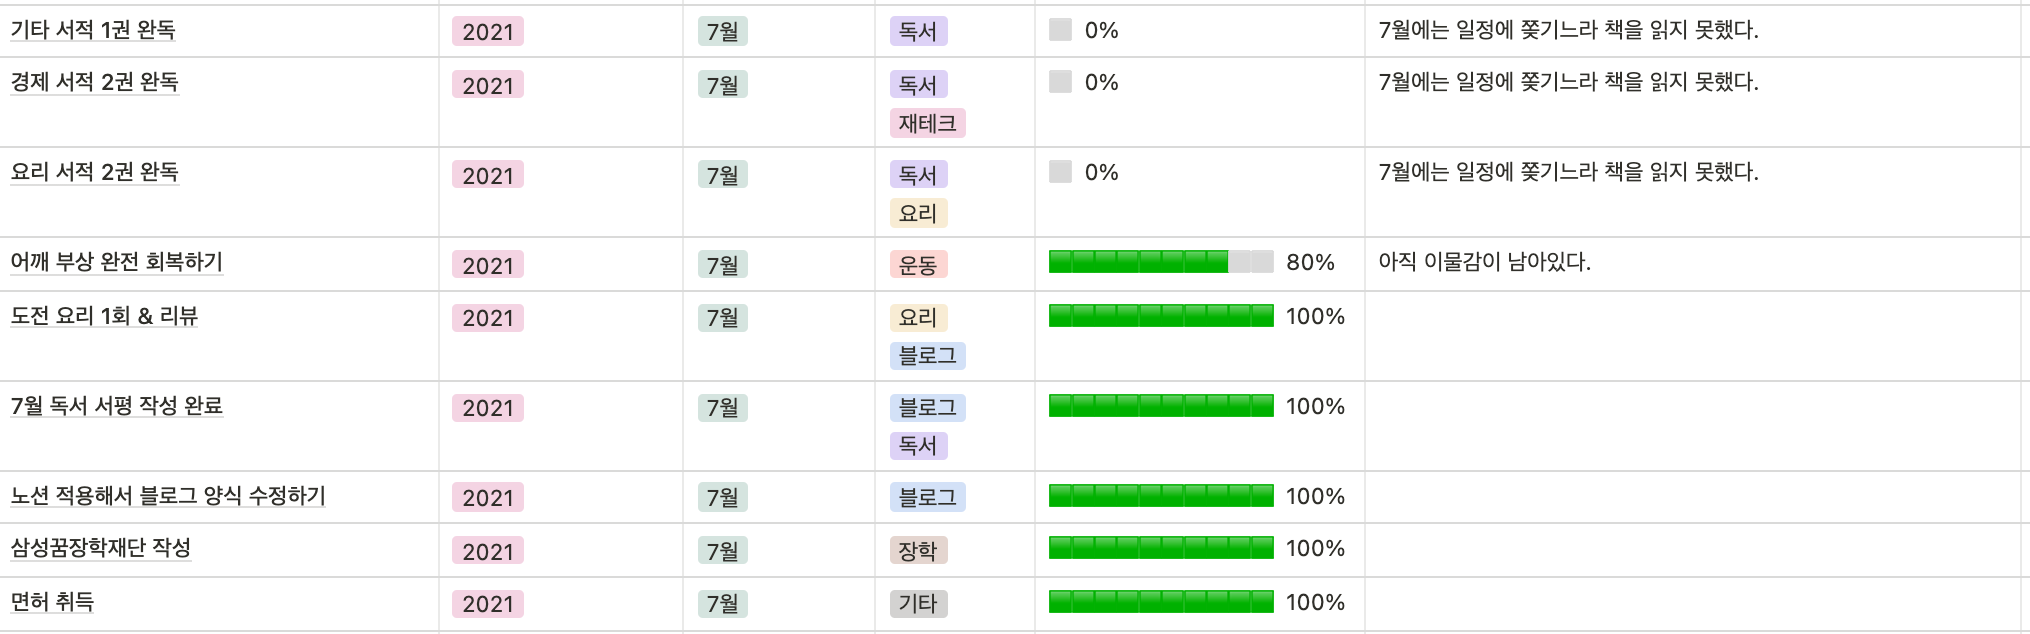 기타 서적 1권 완독 2021 7월 독서 0% 7월에는 일정에 쫒기느라 책을 읽지 못했다.
경제 서적 2권 완독 2021 7월 독서 0% 7월에는 일정에 쫒기느라 책을 읽지 못했다.
재테크
요리 서적 2권 완독 2021 7월 독서 0% 7월에는 일정에 쫒기느라 책을 읽지 못했다.
요리
어깨 부상 완전 회복하기 2021 7월 운동 80% 아직 이물감이 남아있다.
도전 요리 1회 & 리뷰 2021 7월 요리 100%
블로그
7월 독서 서평 작성 완료 2021 7월 블로그 100%
독서
노션 적용해서 블로그 양식 수정하기 2021 7월 블로그 100%
삼성꿈장학재단 작성 2021 7월 장학 100%
면허 취득 2021 7월 기타 100%